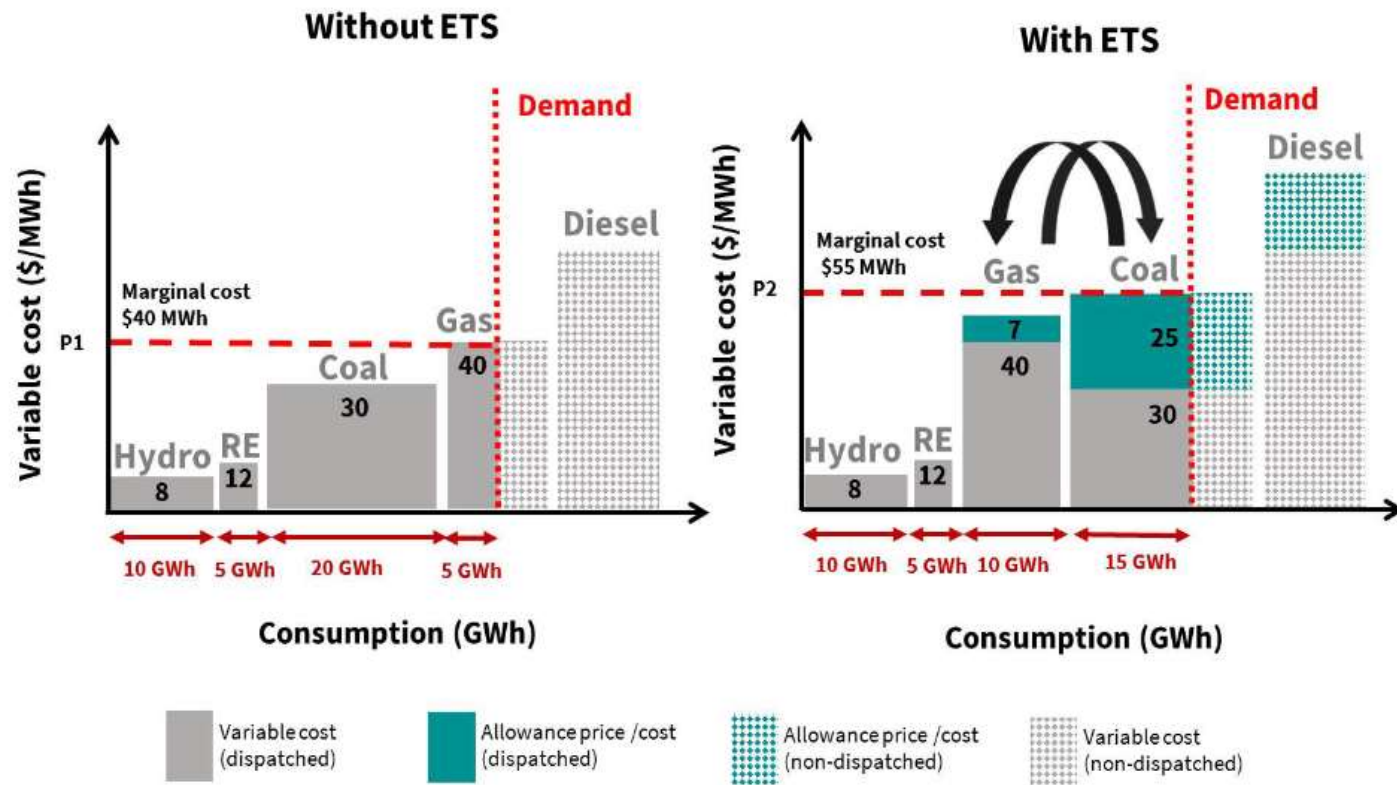 Without ETS
Demand
Variable cost ($/MWh)
Diesel
Marginal cost
$40 MWh
Gas
P1
40
Coal
30
RE
Hydro
12
8
10 GWh
5 GWh
20 GWh
5 GWh
Consumption (GWh)
With ETS
Demand
Variable cost ($/MWh)
Diesel
Marginal cost
$55 MWh
Gas
Coal
P2
7
25
40
30
RE
Hydro
12
8
10 GWh
5 GWh
10 GWh
15 GWh
Consumption (GWh)
Variable cost
(dispatched)
Allowance price /cost
(dispatched)
Allowance price /cost
(non-dispatched)
Variable cost
(non-dispatched)